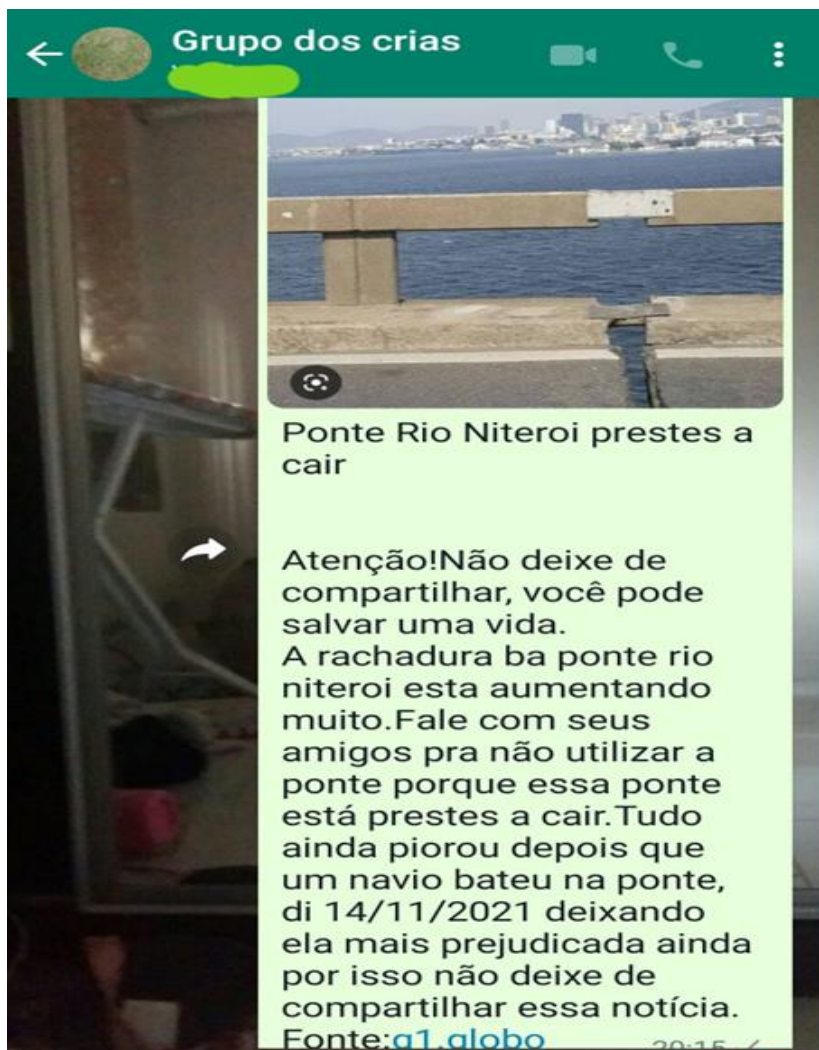 Grupo dos crias
Ponte Rio Niteroi prestes a
cair
Atenção!Não deixe de
compartilhar, você pode
salvar uma vida.
A rachadura ba ponte rio
niteroi esta aumentando
muito.Fale com seus
amigos pra não utilizar a
ponte porque essa ponte
está prestes a cair.Tudo
ainda piorou depois que
um navio bateu na ponte,
di 14/11/2021 deixando
ela mais prejudicada ainda
por isso não deixe de
compartilhar essa notícia.
Fonte:g1.globo 20:15